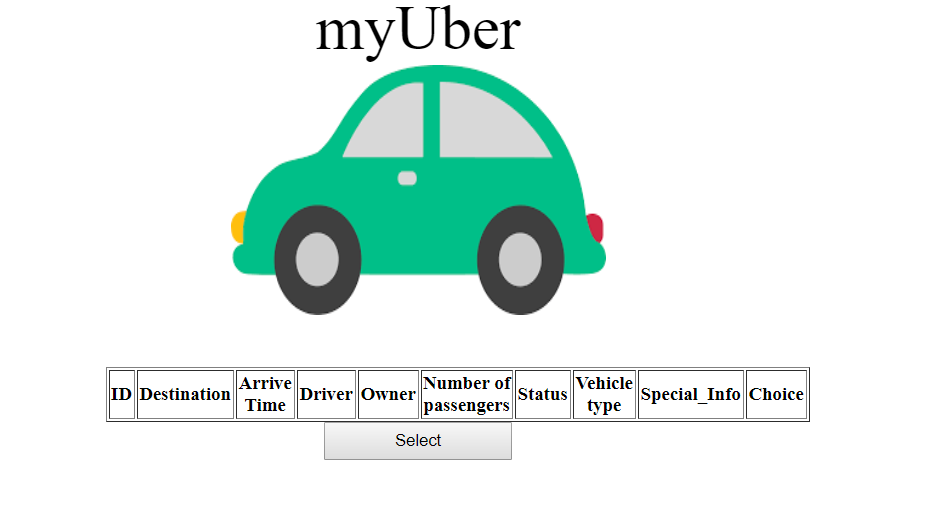 myUber
ID Destination Arrive Time Driver Owner Number of passengers Status Vehicle type Special_Info Choice
Select